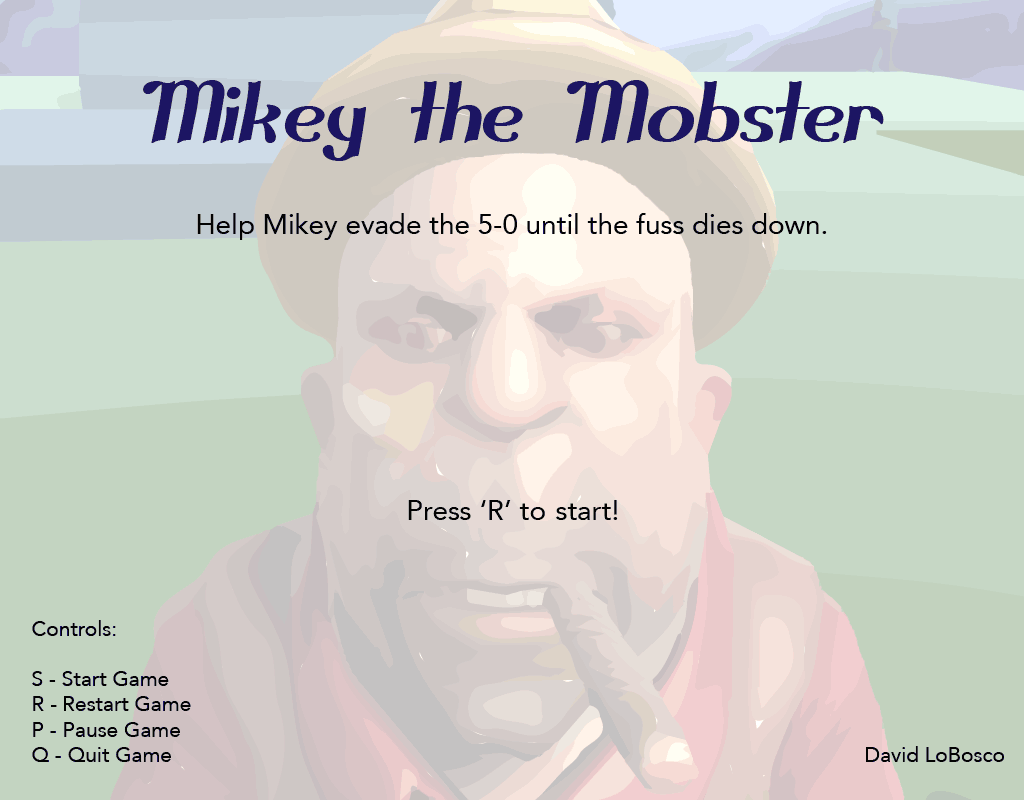 Mikey the Mobster
Help Mikey evade the 5-0 until the fuss dies down.
Press ‘R’ to start!
Controls:
S - Start Game
R - Restart Game
P - Pause Game
Q - Quit Game
David LoBosco